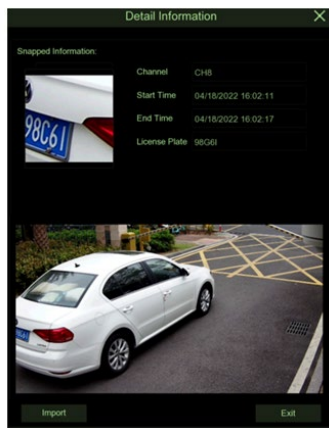 Detail Information
Snapped Information:
Channel CH8
Start Time 04/18/2022 16:02:11
End Time 04/18/2022 16:02:17
License Plate 98G6I
98C61
Import
Exit